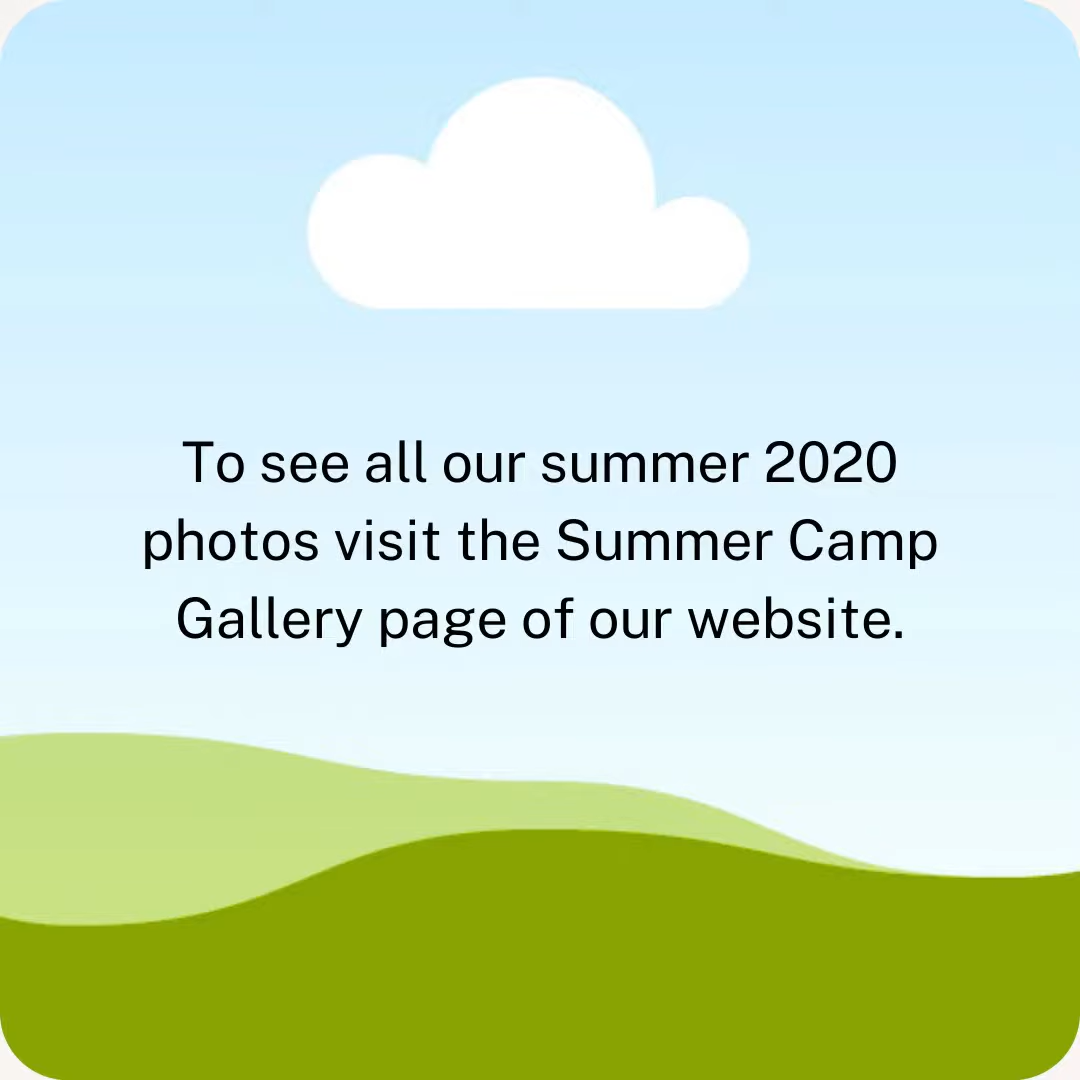 To see all our summer 2020
photos visit the Summer Camp
Gallery page of our website.